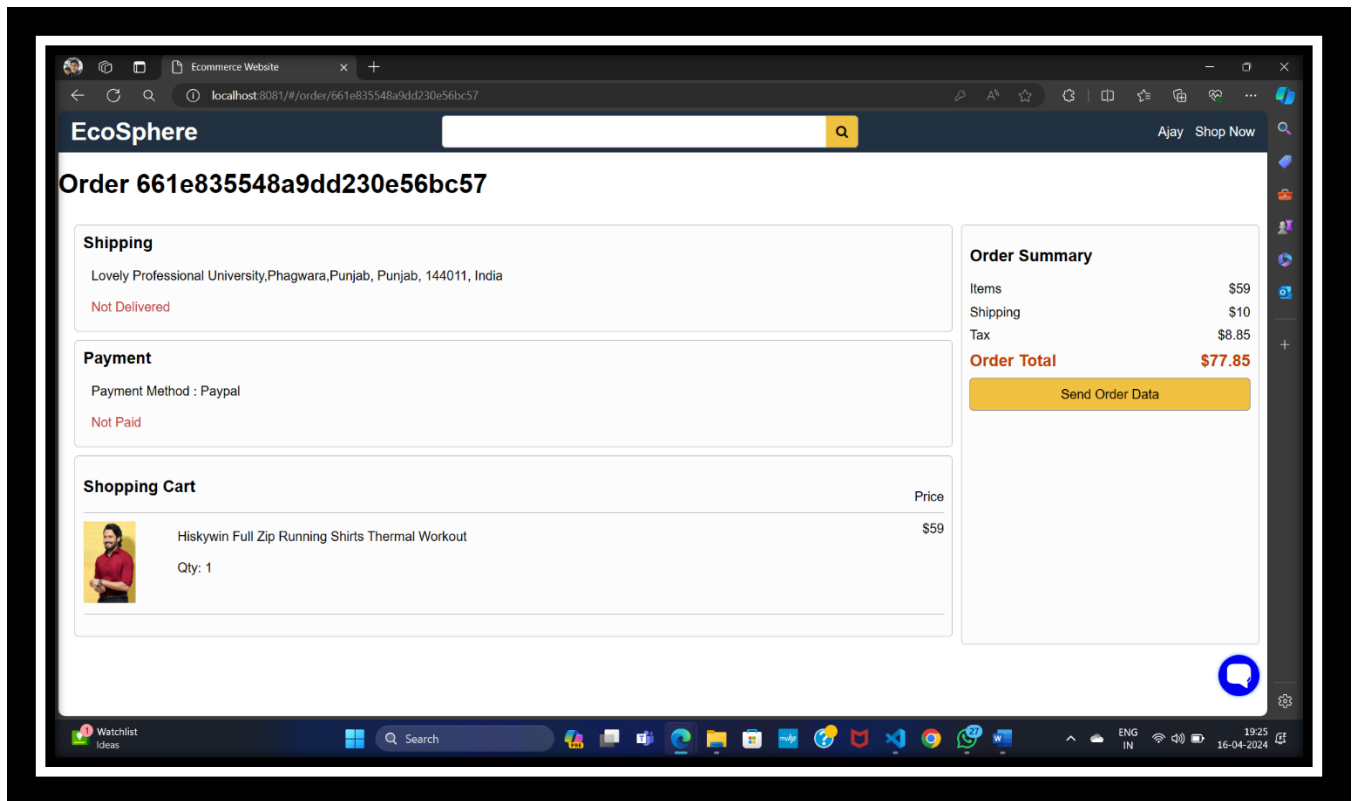 Ecommerce Website
localhost:8081/#/order/661e835548a9dd230e56bc57
EcoSphere
Ajay Shop Now
Order 661e835548a9dd230e56bc57
Shipping
Lovely Professional University,Phagwara,Punjab, Punjab, 144011, India
Not Delivered
Payment
Payment Method : Paypal
Not Paid
Shopping Cart
Price
Hiskywin Full Zip Running Shirts Thermal Workout
$59
Qty: 1
Order Summary
Items $59
Shipping $10
Tax $8.85
Order Total $77.85
Send Order Data
1
Watchlist
Ideas
Search
PRE
27
ENG
IN
19:25
16-04-2024